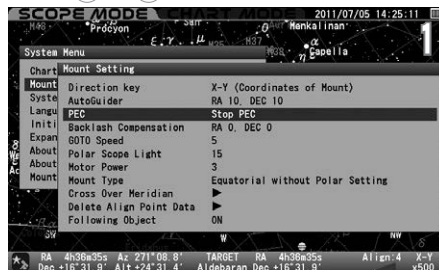 SCOPE MODE CHART MODE 2011/07/05 14:25:11
1
Procyon Menkalinan
ε γ μ M37 α
M38 η Capella
System Menu
Chart Mount Setting
Mount Direction key X-Y (Coordinates of Mount)
Syste AutoGuider RA 10. DEC 10
Langu PEC Stop PEC
Initi Backlash Compensation RA 0. DEC 0
Expan GOTO Speed 5
About Polar Scope Light 15
About Motor Power 3
Mount Mount Type Equatorial without Polar Setting
Cross Over Meridian ▶
Delete Align Point Data ▶
Following Object ON
SW W NW
RA 4h36m35s Az 271°08.8' TARGET RA 4h36m35s Align:4 X-Y
Dec +16°31.9' Alt +24°31.4' Aldebaran Dec +16°31.9' x500